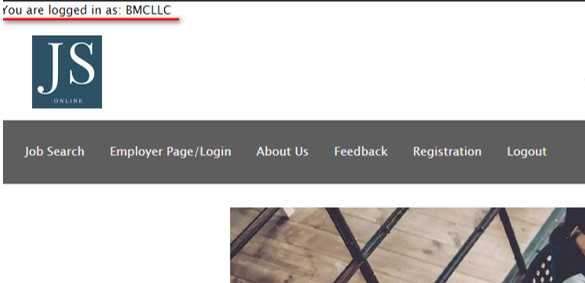 You are logged in as: BMCLLC
JS
ONLINE
Job Search Employer Page/Login About Us Feedback Registration Logout